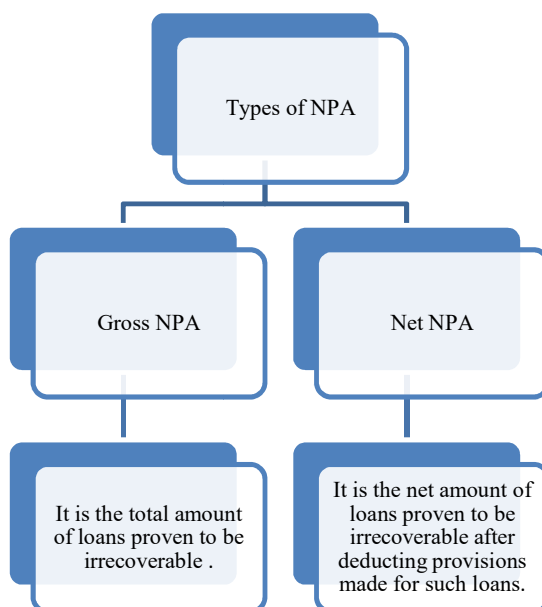 Types of NPA
Gross NPA
Net NPA
It is the total amount
of loans proven to be
irrecoverable .
It is the net amount of
loans proven to be
irrecoverable after
deducting provisions
made for such loans.